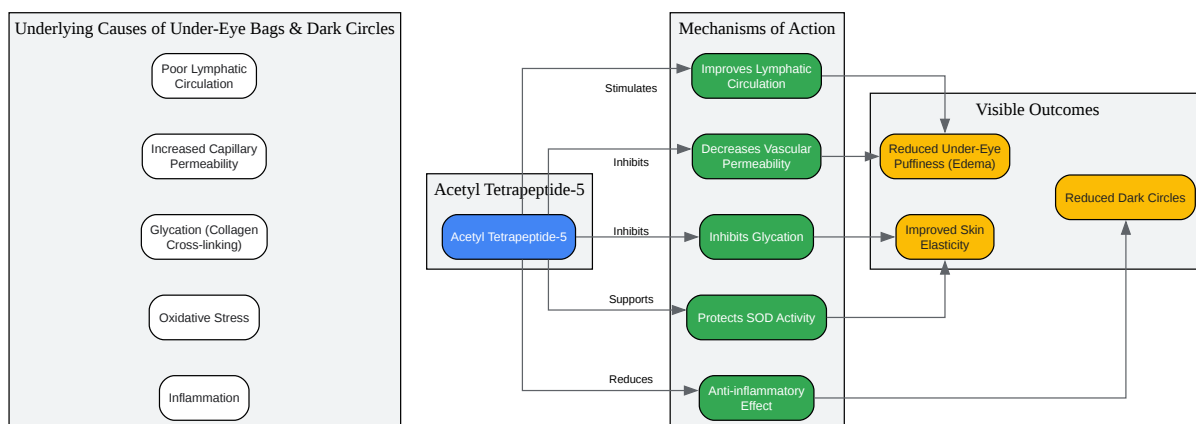 Underlying Causes of Under-Eye Bags & Dark Circles
Poor Lymphatic
Circulation
Increased Capillary
Permeability
Glycation (Collagen
Cross-linking)
Oxidative Stress
Inflammation
Acetyl Tetrapeptide-5
Acetyl Tetrapeptide-5
Stimulates
Inhibits
Inhibits
Supports
Reduces
Mechanisms of Action
Improves Lymphatic
Circulation
Decreases Vascular
Permeability
Inhibits Glycation
Protects SOD Activity
Anti-inflammatory
Effect
Visible Outcomes
Reduced Under-Eye
Puffiness (Edema)
Reduced Dark Circles
Improved Skin
Elasticity